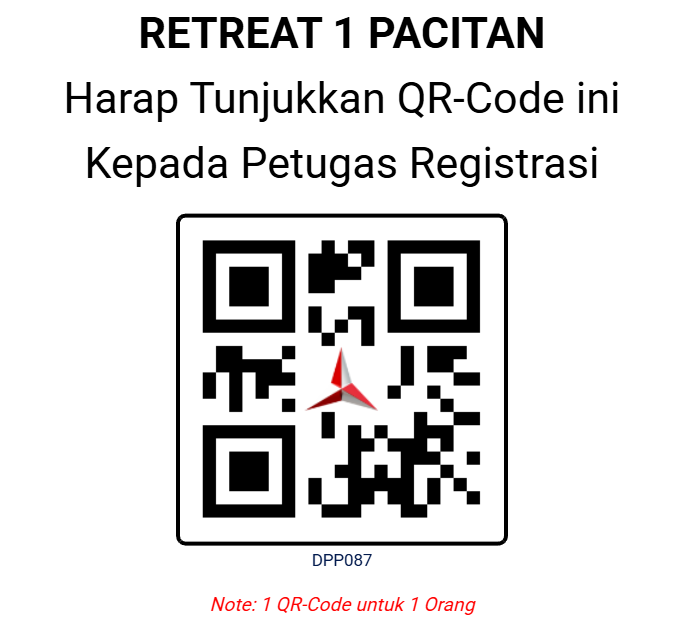 RETREAT 1 PACITAN
Harap Tunjukkan QR-Code ini
Kepada Petugas Registrasi
DPP087
Note: 1 QR-Code untuk 1 Orang